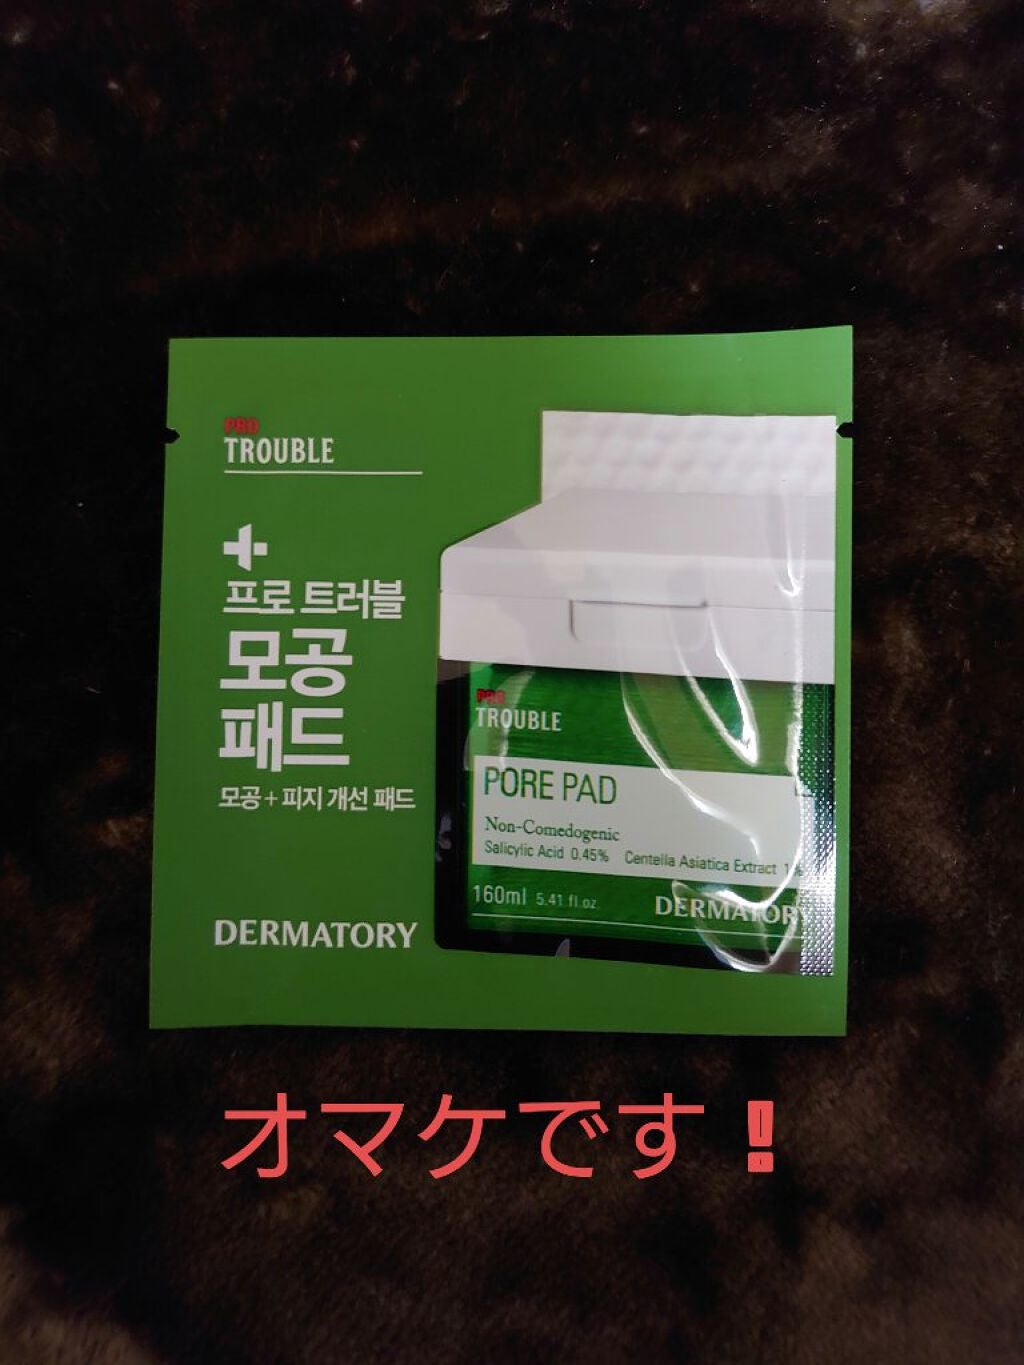 PRO
TROUBLE
프로 트러블
모공
패드
모공+피지 개선 패드
DERMATORY
PRO
TROUBLE
PORE PAD
Non-Comedogenic
Salicylic Acid 0.45% Centella Asiatica Extract
160ml 5.41 fl.oz.
DERMATORY
オマケです！